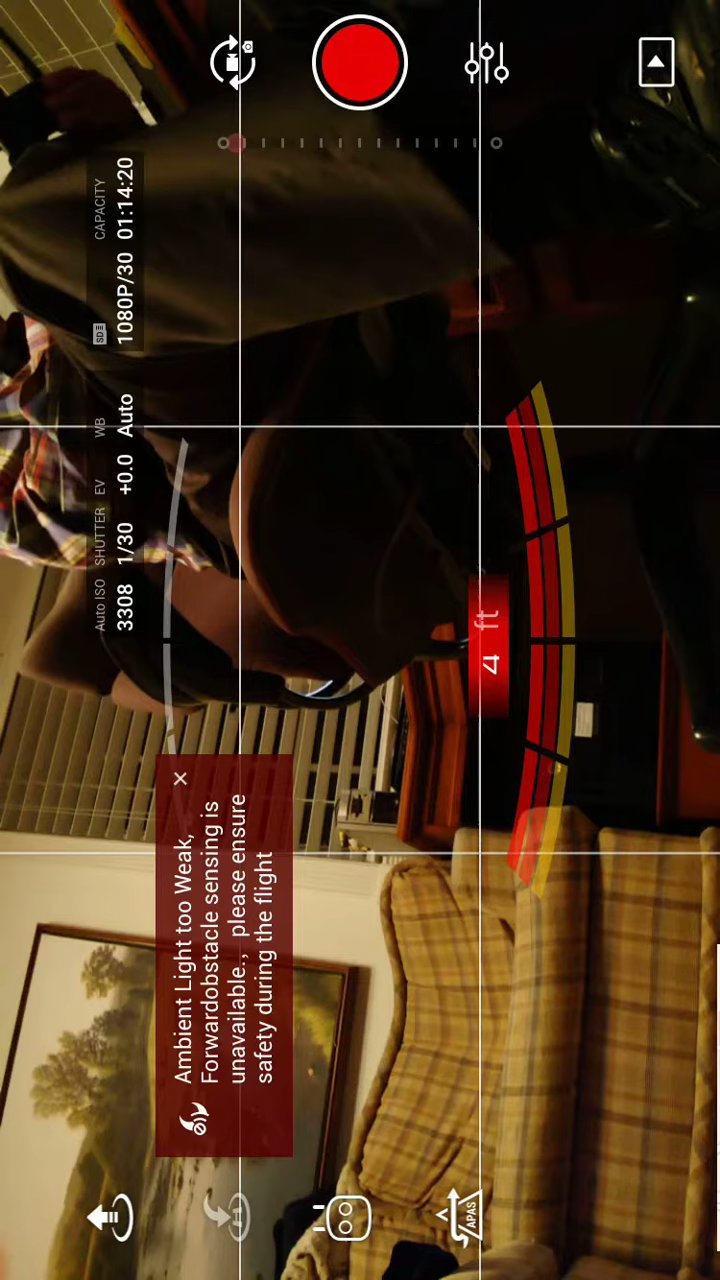 Auto ISO SHUTTER EV WB CAPACITY
3308 1/30 +0.0 Auto 1080P/30 01:14:20
SD
Ambient Light too Weak,
Forwardobstacle sensing is
unavailable., please ensure
safety during the flight
4 ft
APAS